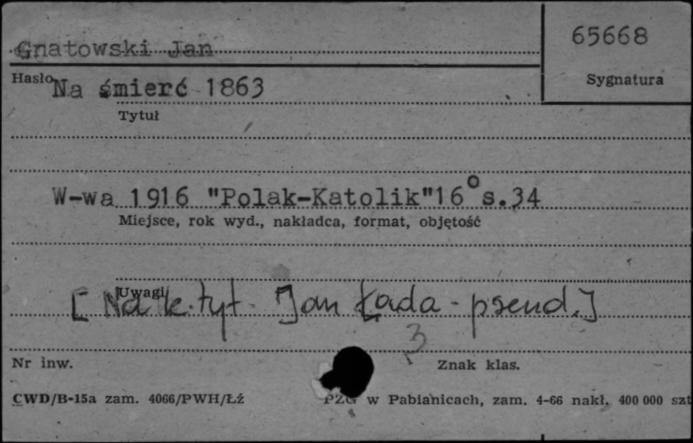 65668
Gnatowski Jan
Hasło
Sygnatura
Na śmierć 1863
Tytuł
W-wa 1916 "Polak-Katolik" 16° s.34
Miejsce, rok wyd., nakładca, format, objętość
Uwagi
[Na k. tyt. Jan Łada - pseud.]
3
Nr inw.
Znak klas.
CWD/B-15a zam. 4066/PWH/Łź
PZG w Pabianicach, zam. 4-66 nakł. 400 000 szt